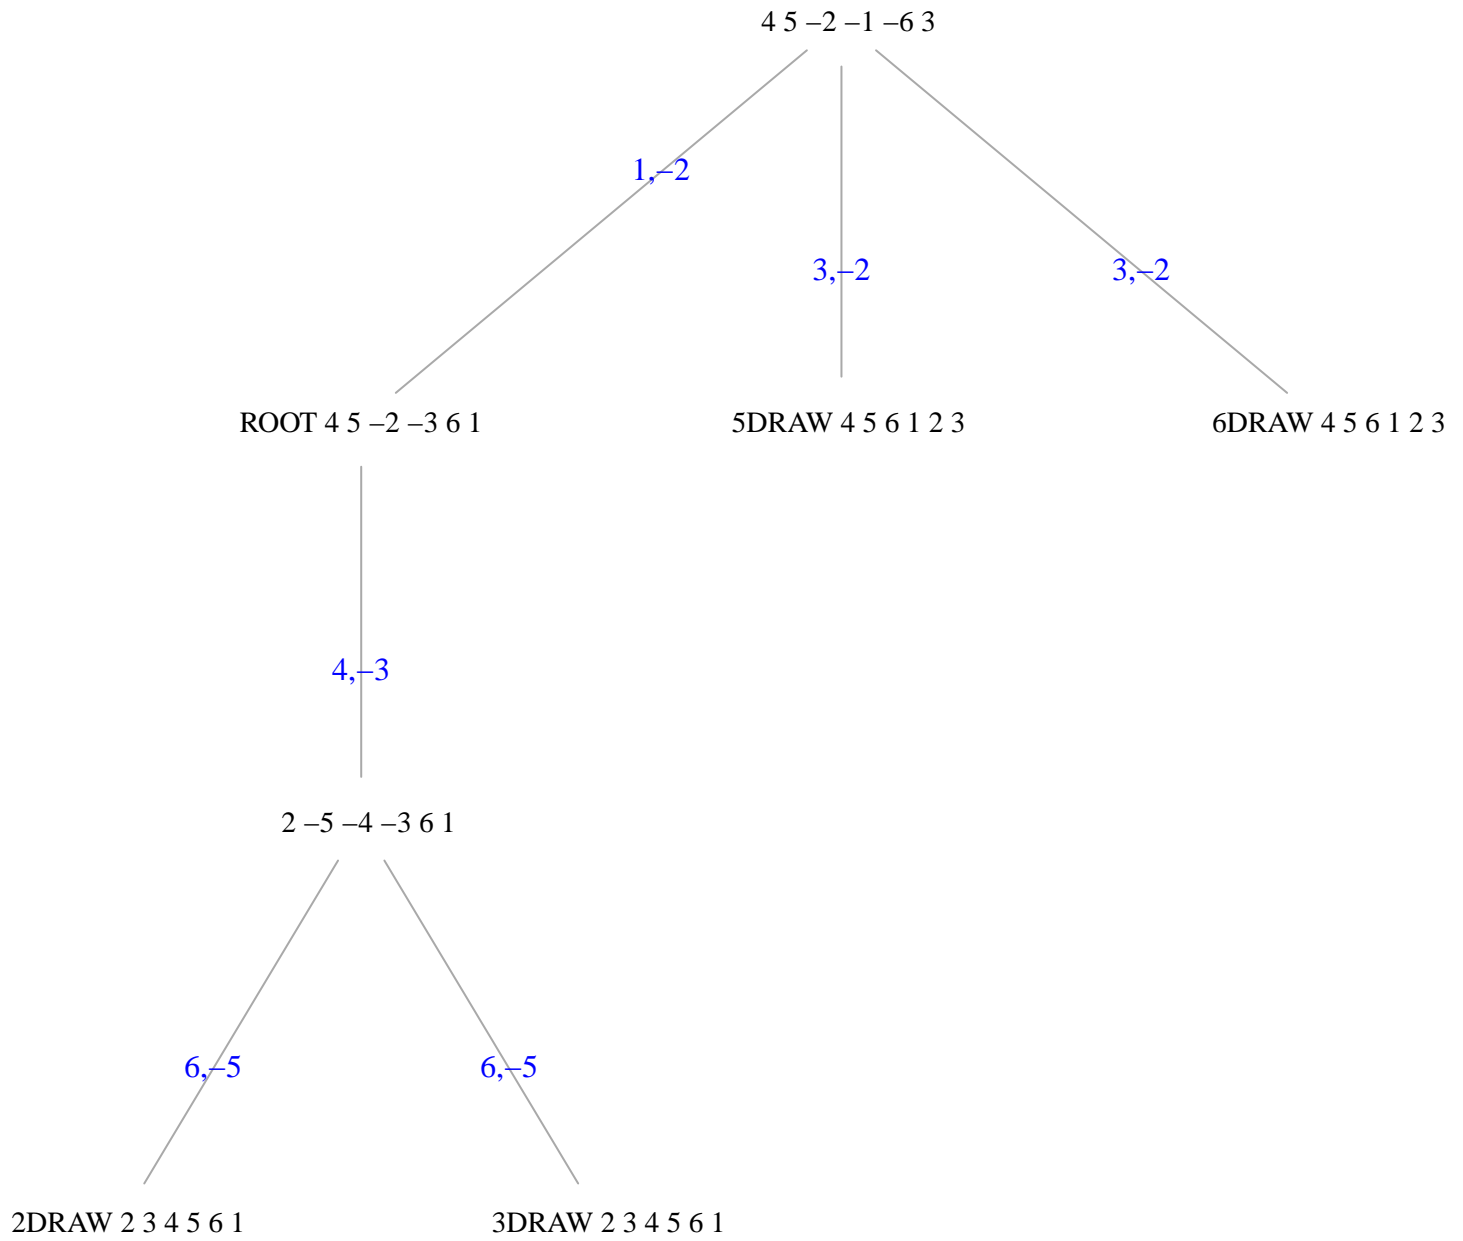 4 5 –2 –1 –6 3
1,–2
3,–2
3,–2
ROOT 4 5 –2 –3 6 1
5DRAW 4 5 6 1 2 3
6DRAW 4 5 6 1 2 3
4,–3
2 –5 –4 –3 6 1
6,–5
6,–5
2DRAW 2 3 4 5 6 1
3DRAW 2 3 4 5 6 1